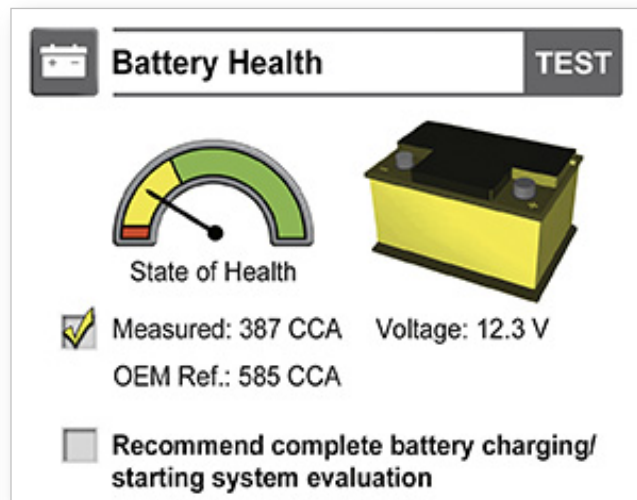 Battery Health TEST
State of Health
Measured: 387 CCA Voltage: 12.3 V
OEM Ref.: 585 CCA
Recommend complete battery charging/
starting system evaluation